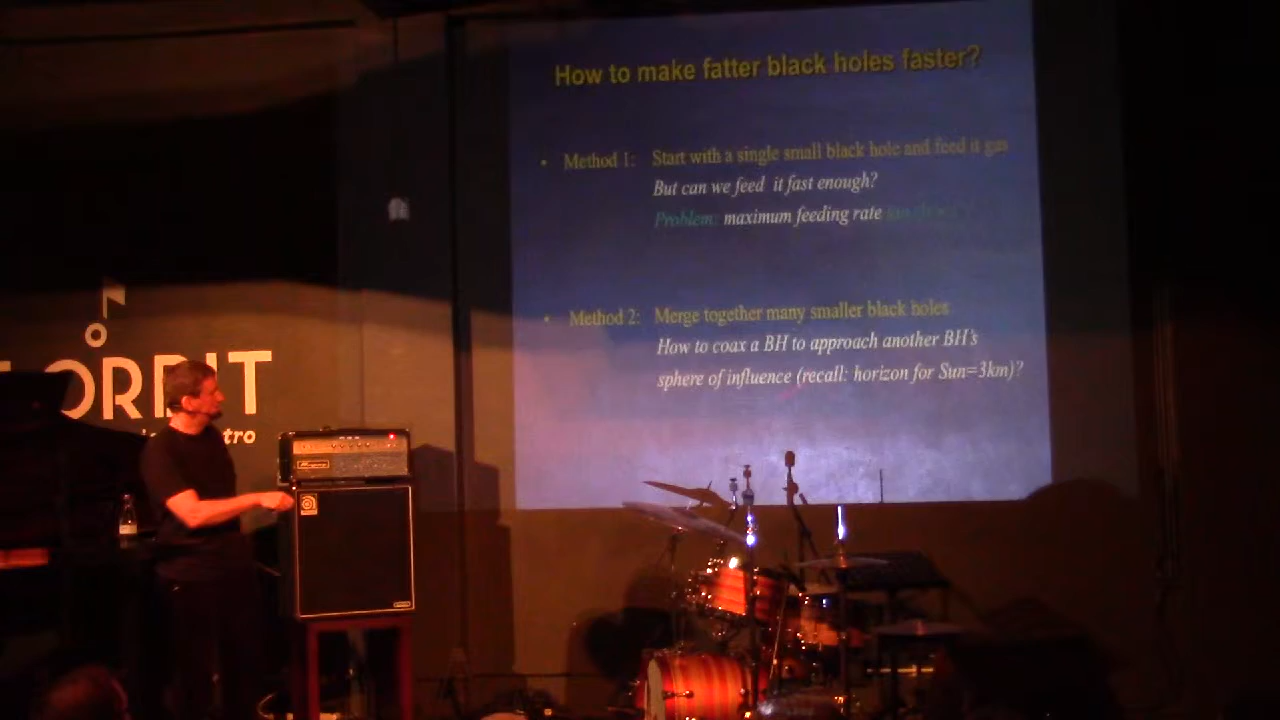 How to make fatter black holes faster?
• Method 1: Start with a single small black hole and feed it gas
But can we feed it fast enough?
Problem: maximum feeding rate
• Method 2: Merge together many smaller black holes
How to coax a BH to approach another BH's
sphere of influence (recall: horizon for Sun=3km)?
ORBIT
tro
Ampeg